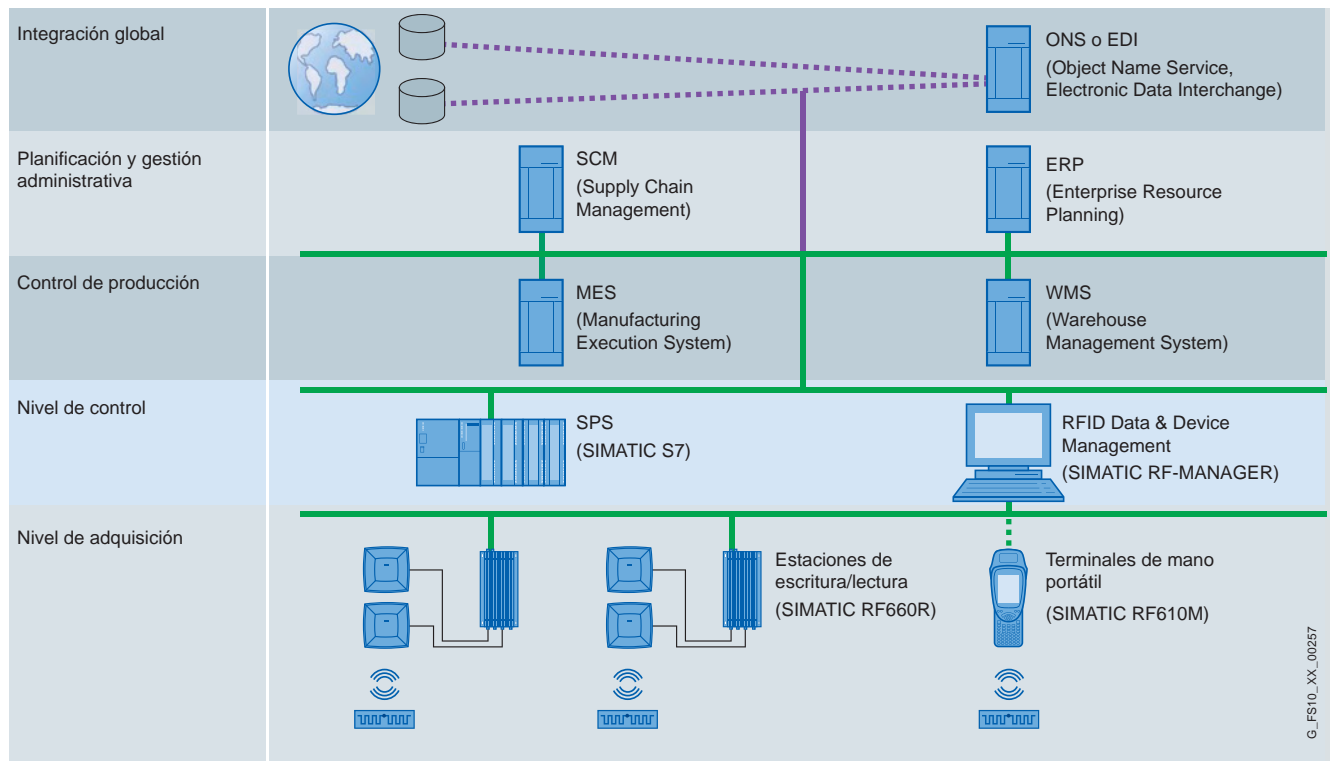 Integración global
ONS o EDI
(Object Name Service,
Electronic Data Interchange)
Planificación y gestión
administrativa
SCM
(Supply Chain
Management)
ERP
(Enterprise Resource
Planning)
Control de producción
MES
(Manufacturing
Execution System)
WMS
(Warehouse
Management System)
Nivel de control
SPS
(SIMATIC S7)
RFID Data & Device
Management
(SIMATIC RF-MANAGER)
Nivel de adquisición
Estaciones de
escritura/lectura
(SIMATIC RF660R)
Terminales de mano
portátil
(SIMATIC RF610M)
G_FS10_XX_00257